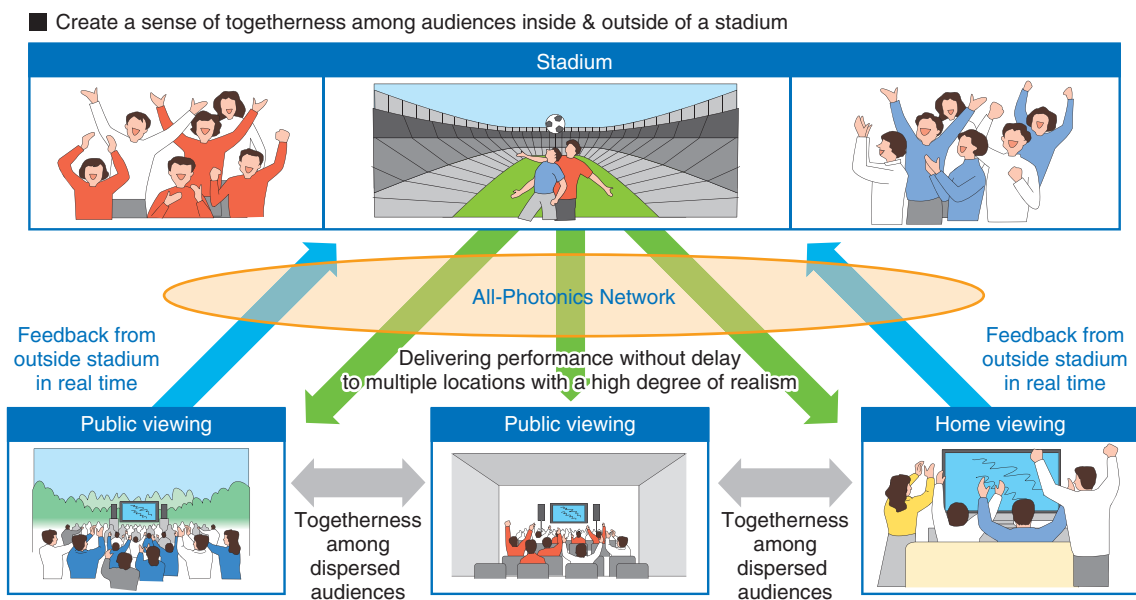 ■ Create a sense of togetherness among audiences inside & outside of a stadium
Stadium
All-Photonics Network
Feedback from
outside stadium
in real time
Delivering performance without delay
to multiple locations with a high degree of realism
Feedback from
outside stadium
in real time
Public viewing
Public viewing
Home viewing
Togetherness
among
dispersed
audiences
Togetherness
among
dispersed
audiences